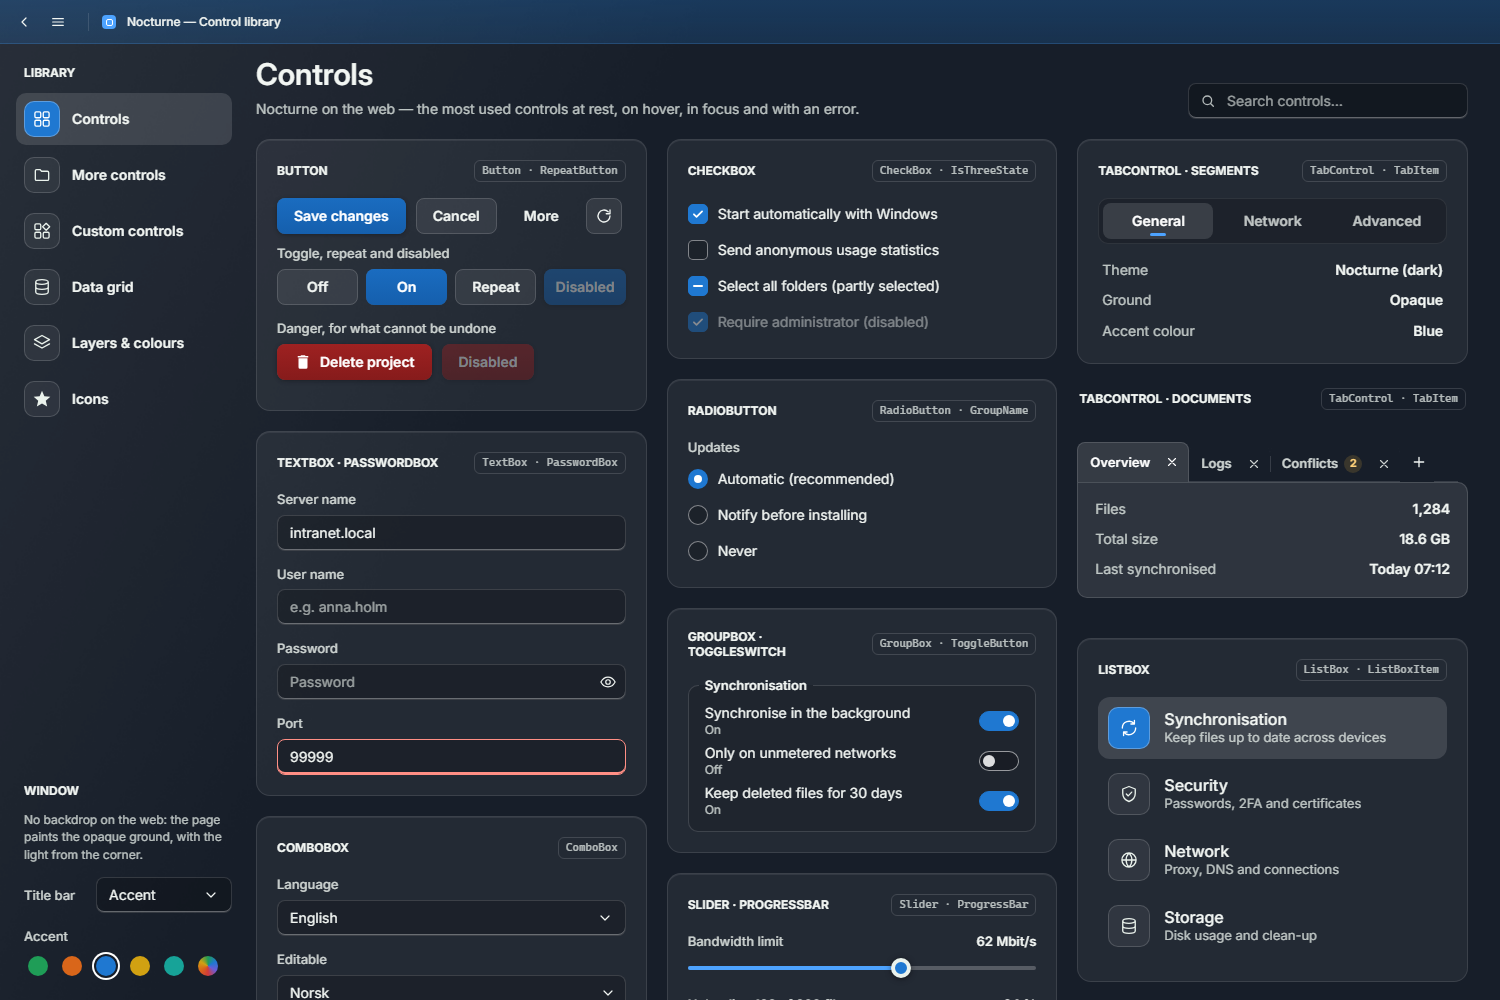 Nocturne — Control library
LIBRARY
Controls
More controls
Custom controls
Data grid
Layers & colours
Icons
WINDOW
No backdrop on the web: the page
paints the opaque ground, with the
light from the corner.
Title bar
Accent
Accent
Controls
Nocturne on the web — the most used controls at rest, on hover, in focus and with an error.
Search controls...
BUTTON
Button · RepeatButton
Save changes
Cancel
More
Toggle, repeat and disabled
Off
On
Repeat
Disabled
Danger, for what cannot be undone
Delete project
Disabled
TEXTBOX · PASSWORDBOX
TextBox · PasswordBox
Server name
intranet.local
User name
e.g. anna.holm
Password
Password
Port
99999
COMBOBOX
ComboBox
Language
English
Editable
Norsk
CHECKBOX
CheckBox · IsThreeState
Start automatically with Windows
Send anonymous usage statistics
Select all folders (partly selected)
Require administrator (disabled)
RADIOBUTTON
RadioButton · GroupName
Updates
Automatic (recommended)
Notify before installing
Never
GROUPBOX ·
TOGGLESWITCH
GroupBox · ToggleButton
Synchronisation
Synchronise in the background
On
Only on unmetered networks
Off
Keep deleted files for 30 days
On
SLIDER · PROGRESSBAR
Slider · ProgressBar
Bandwidth limit
62 Mbit/s
TABCONTROL · SEGMENTS
TabControl · TabItem
General
Network
Advanced
Theme
Nocturne (dark)
Ground
Opaque
Accent colour
Blue
TABCONTROL · DOCUMENTS
TabControl · TabItem
Overview
Logs
Conflicts 2
Files
1,284
Total size
18.6 GB
Last synchronised
Today 07:12
LISTBOX
ListBox · ListBoxItem
Synchronisation
Keep files up to date across devices
Security
Passwords, 2FA and certificates
Network
Proxy, DNS and connections
Storage
Disk usage and clean-up